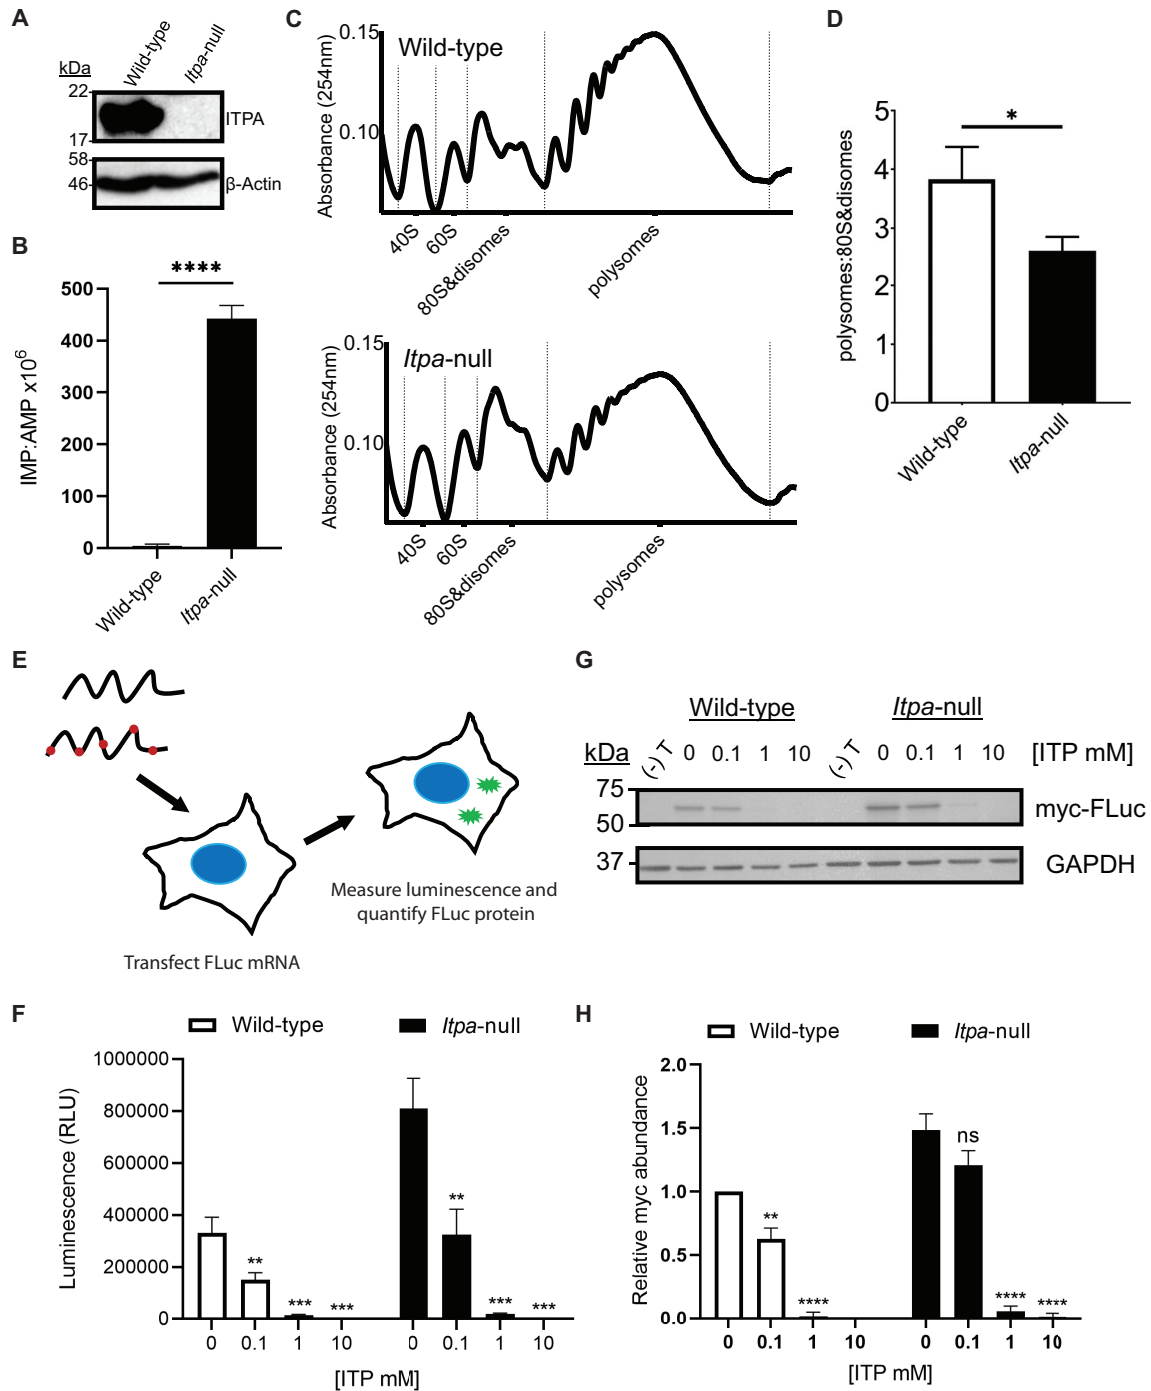 A
Wild-type
Itpa-null
kDa
22
17
ITPA
58
46
β-Actin
B
****
IMP:AMP x10⁶
500
400
300
200
100
0
Wild-type
Itpa-null
C
Wild-type
Absorbance (254nm)
0.15
0.10
40S
60S
80S&disomes
polysomes
Itpa-null
Absorbance (254nm)
0.15
0.10
40S
60S
80S&disomes
polysomes
D
*
polysomes:80S&disomes
5
4
3
2
1
0
Wild-type
Itpa-null
E
Transfect FLuc mRNA
Measure luminescence and
quantify FLuc protein
G
Wild-type
Itpa-null
kDa
(-) T 0 0.1 1 10 (-) T 0 0.1 1 10 [ITP mM]
75
50
myc-FLuc
37
GAPDH
F
Wild-type
Itpa-null
Luminescence (RLU)
1000000
800000
600000
400000
200000
0
** *** *** ** *** ***
0 0.1 1 10 0 0.1 1 10
[ITP mM]
H
Wild-type
Itpa-null
Relative myc abundance
2.0
1.5
1.0
0.5
0.0
** **** ns **** ****
0 0.1 1 10 0 0.1 1 10
[ITP mM]